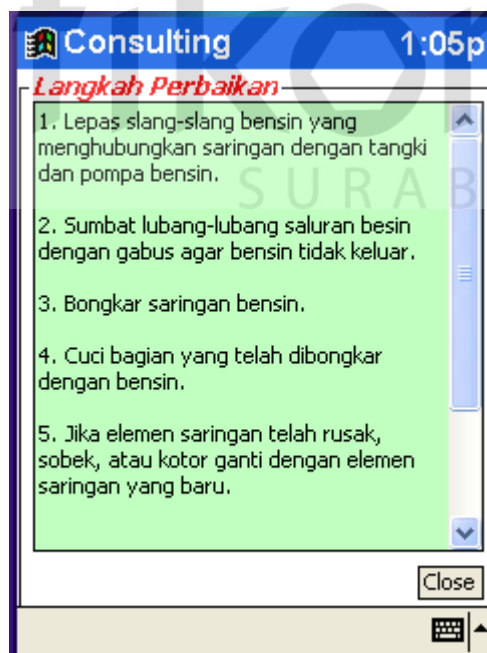 Consulting 1:05p
Langkah Perbaikan
1. Lepas slang-slang bensin yang
menghubungkan saringan dengan tangki
dan pompa bensin.
SURAB
2. Sumbat lubang-lubang saluran besin
dengan gabus agar bensin tidak keluar.
3. Bongkar saringan bensin.
4. Cuci bagian yang telah dibongkar
dengan bensin.
5. Jika elemen saringan telah rusak,
sobek, atau kotor ganti dengan elemen
saringan yang baru.
Close